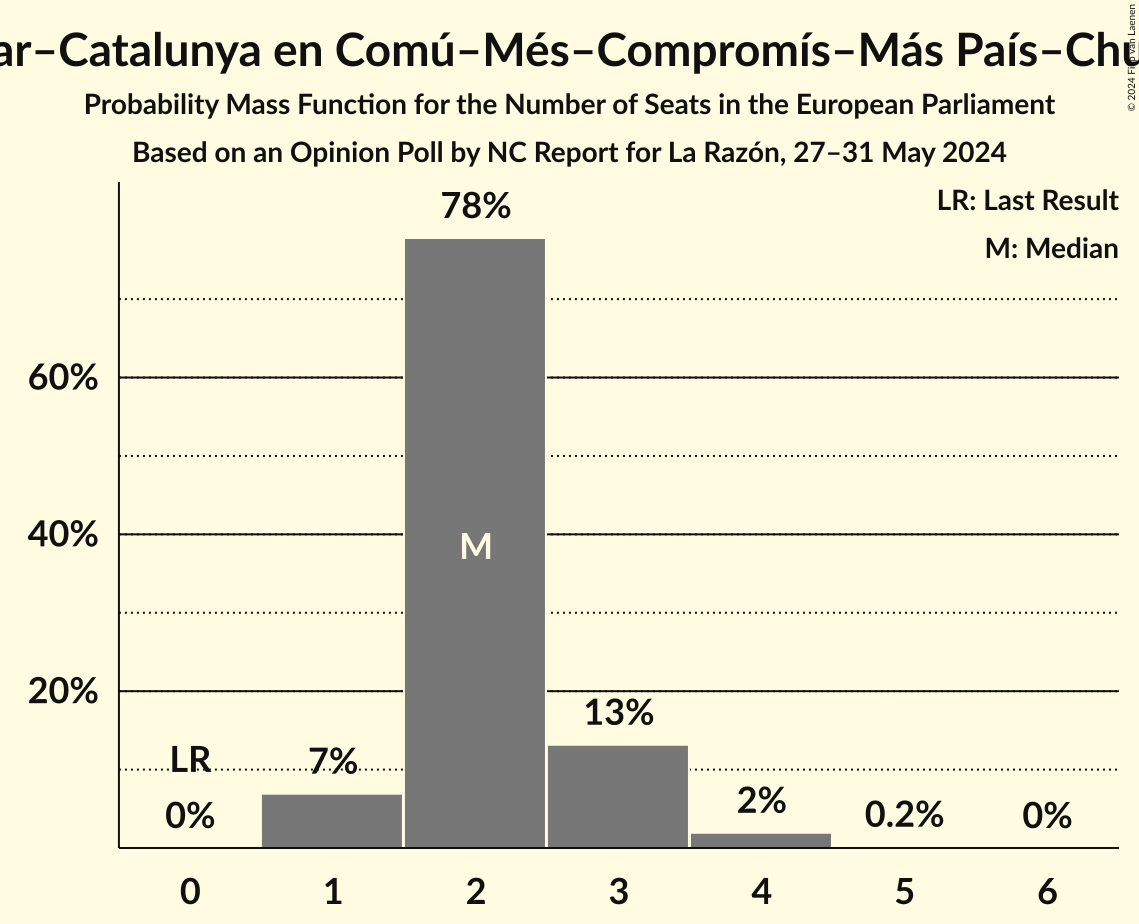 ar–Catalunya en Comú–Més–Compromís–Más País–Chu
© 2024 Filip van Laenen
Probability Mass Function for the Number of Seats in the European Parliament
Based on an Opinion Poll by NC Report for La Razón, 27–31 May 2024
LR: Last Result
M: Median
78%
60%
40%
M
20%
13%
LR
7%
2%
0%
0.2%
0%
0 1 2 3 4 5 6